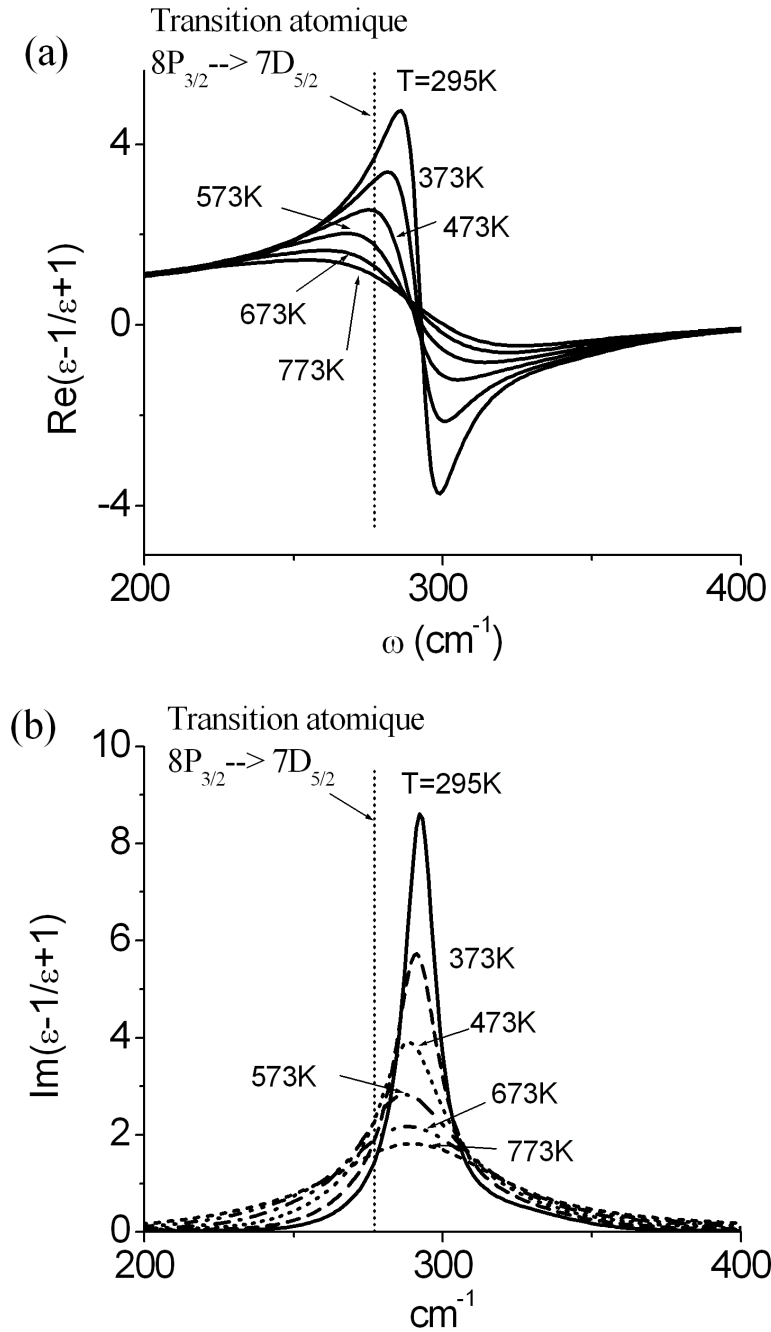 Transition atomique
(a)
8P3/2--> 7D5/2
T=295K
4
373K
573K
473K
0
673K
773K
-4
Re(ε-1/ε+1)
200 300 400
ω (cm-1)
(b)
Transition atomique
8P3/2--> 7D5/2
10
T=295K
8
6
373K
4
473K
573K
673K
2
773K
0
Im(ε-1/ε+1)
200 300 400
cm-1